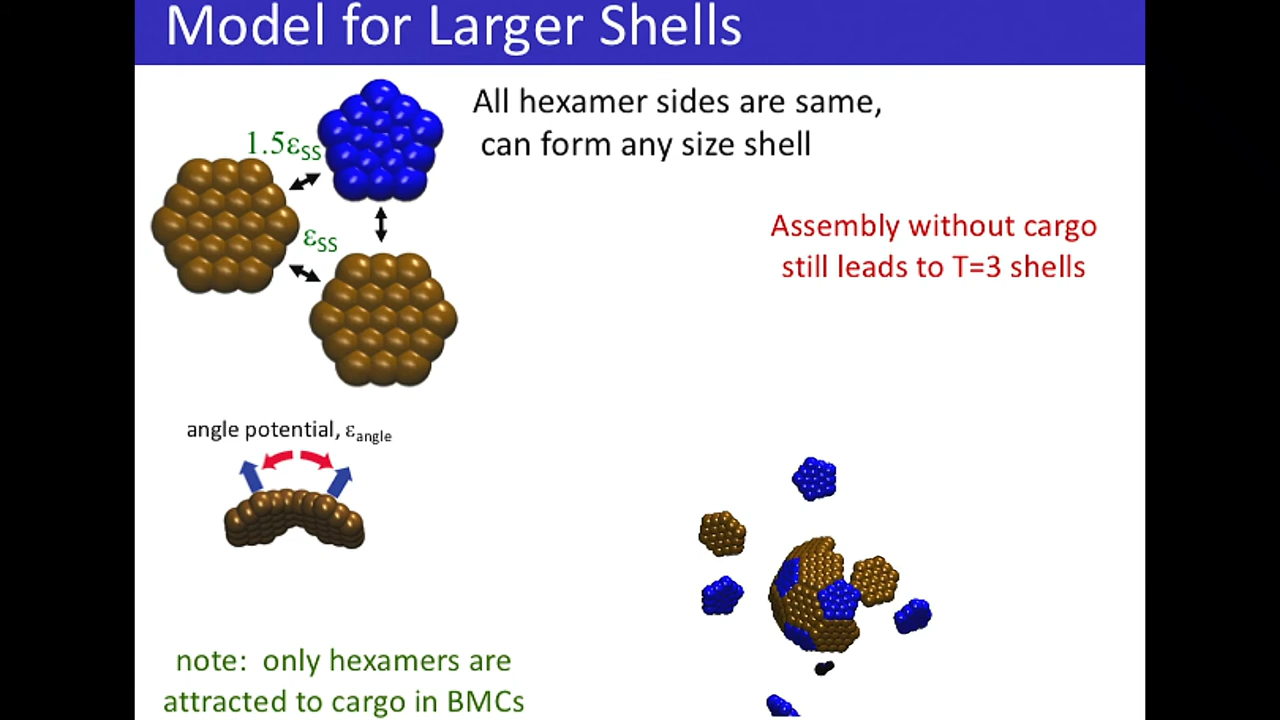 Model for Larger Shells
All hexamer sides are same,
can form any size shell
1.5εSS
εSS
Assembly without cargo
still leads to T=3 shells
angle potential, εangle
note: only hexamers are
attracted to cargo in BMCs